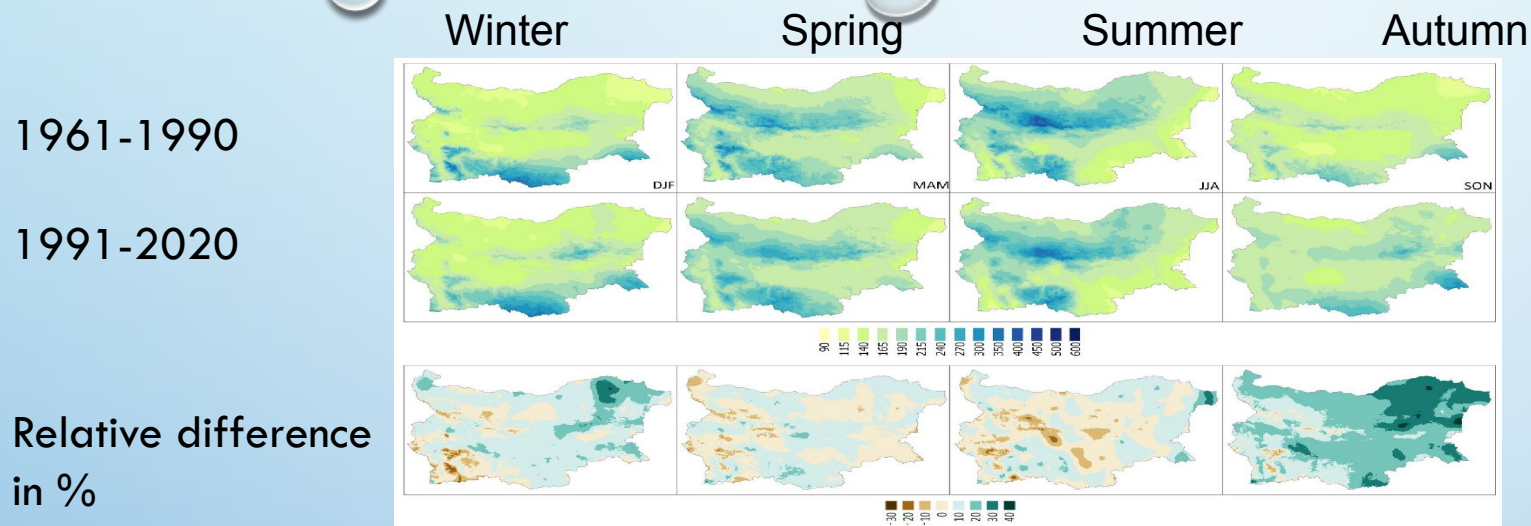 Winter Spring Summer Autumn
1961-1990
DJF MAM JJA SON
1991-2020
90 115 140 165 190 215 240 270 300 350 400 450 500 600
Relative difference
in %
-30 -20 -10 0 10 20 30 40